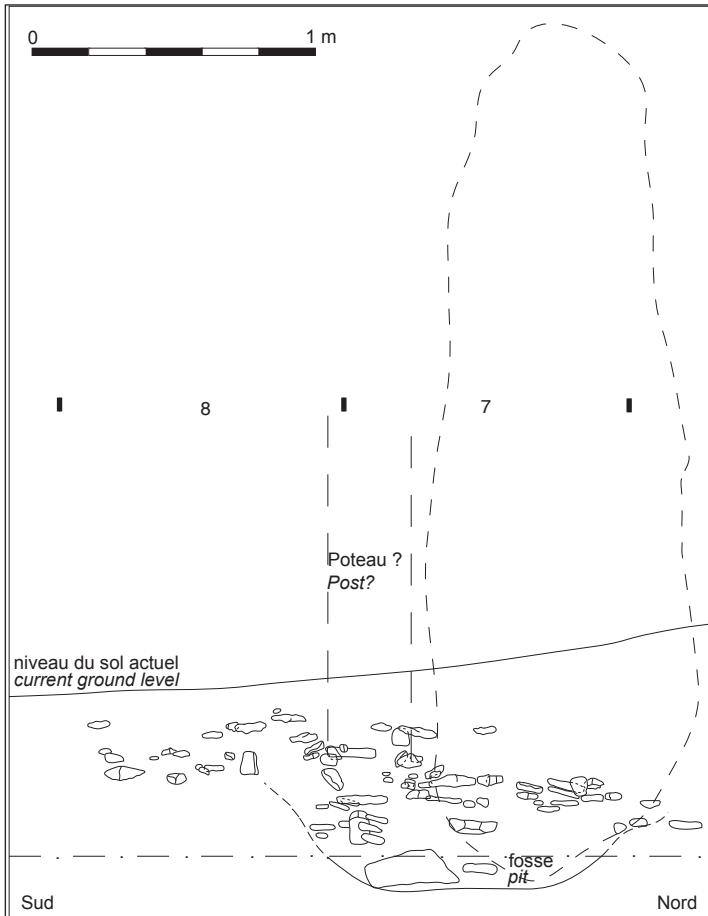 0 1 m
8 7
Poteau ?
Post?
niveau du sol actuel
current ground level
fosse
pit
Sud Nord